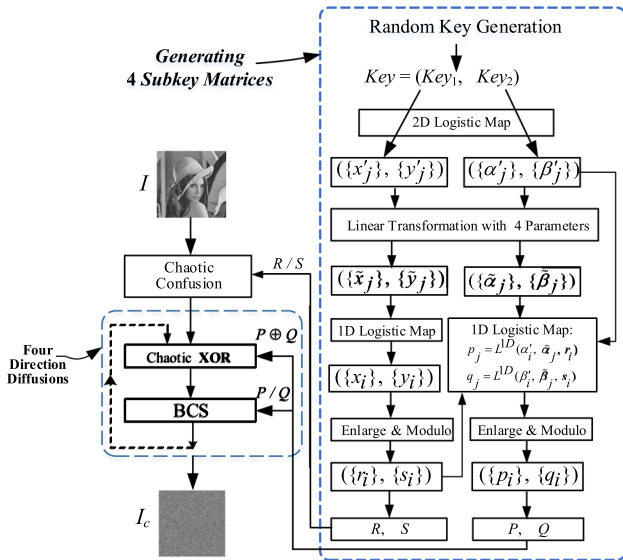 Random Key Generation
Generating
4 Subkey Matrices
Key = (Key₁, Key₂)
2D Logistic Map
({x'ⱼ}, {y'ⱼ}) ({α'ⱼ}, {β'ⱼ})
I
Linear Transformation with 4 Parameters
Chaotic
Confusion
R / S
({x̃ⱼ}, {ỹⱼ}) ({α̃ⱼ}, {β̃ⱼ})
1D Logistic Map
1D Logistic Map:
pⱼ = L¹ᴰ(α'ᵢ, α̃ⱼ, rᵢ)
qⱼ = L¹ᴰ(β'ᵢ, β̃ⱼ, sᵢ)
Four
Direction
Diffusions
P ⊕ Q
Chaotic XOR
({xᵢ}, {yᵢ})
P / Q
BCS
Enlarge & Modulo Enlarge & Modulo
({rᵢ}, {sᵢ}) ({pᵢ}, {qᵢ})
I_c
R, S P, Q